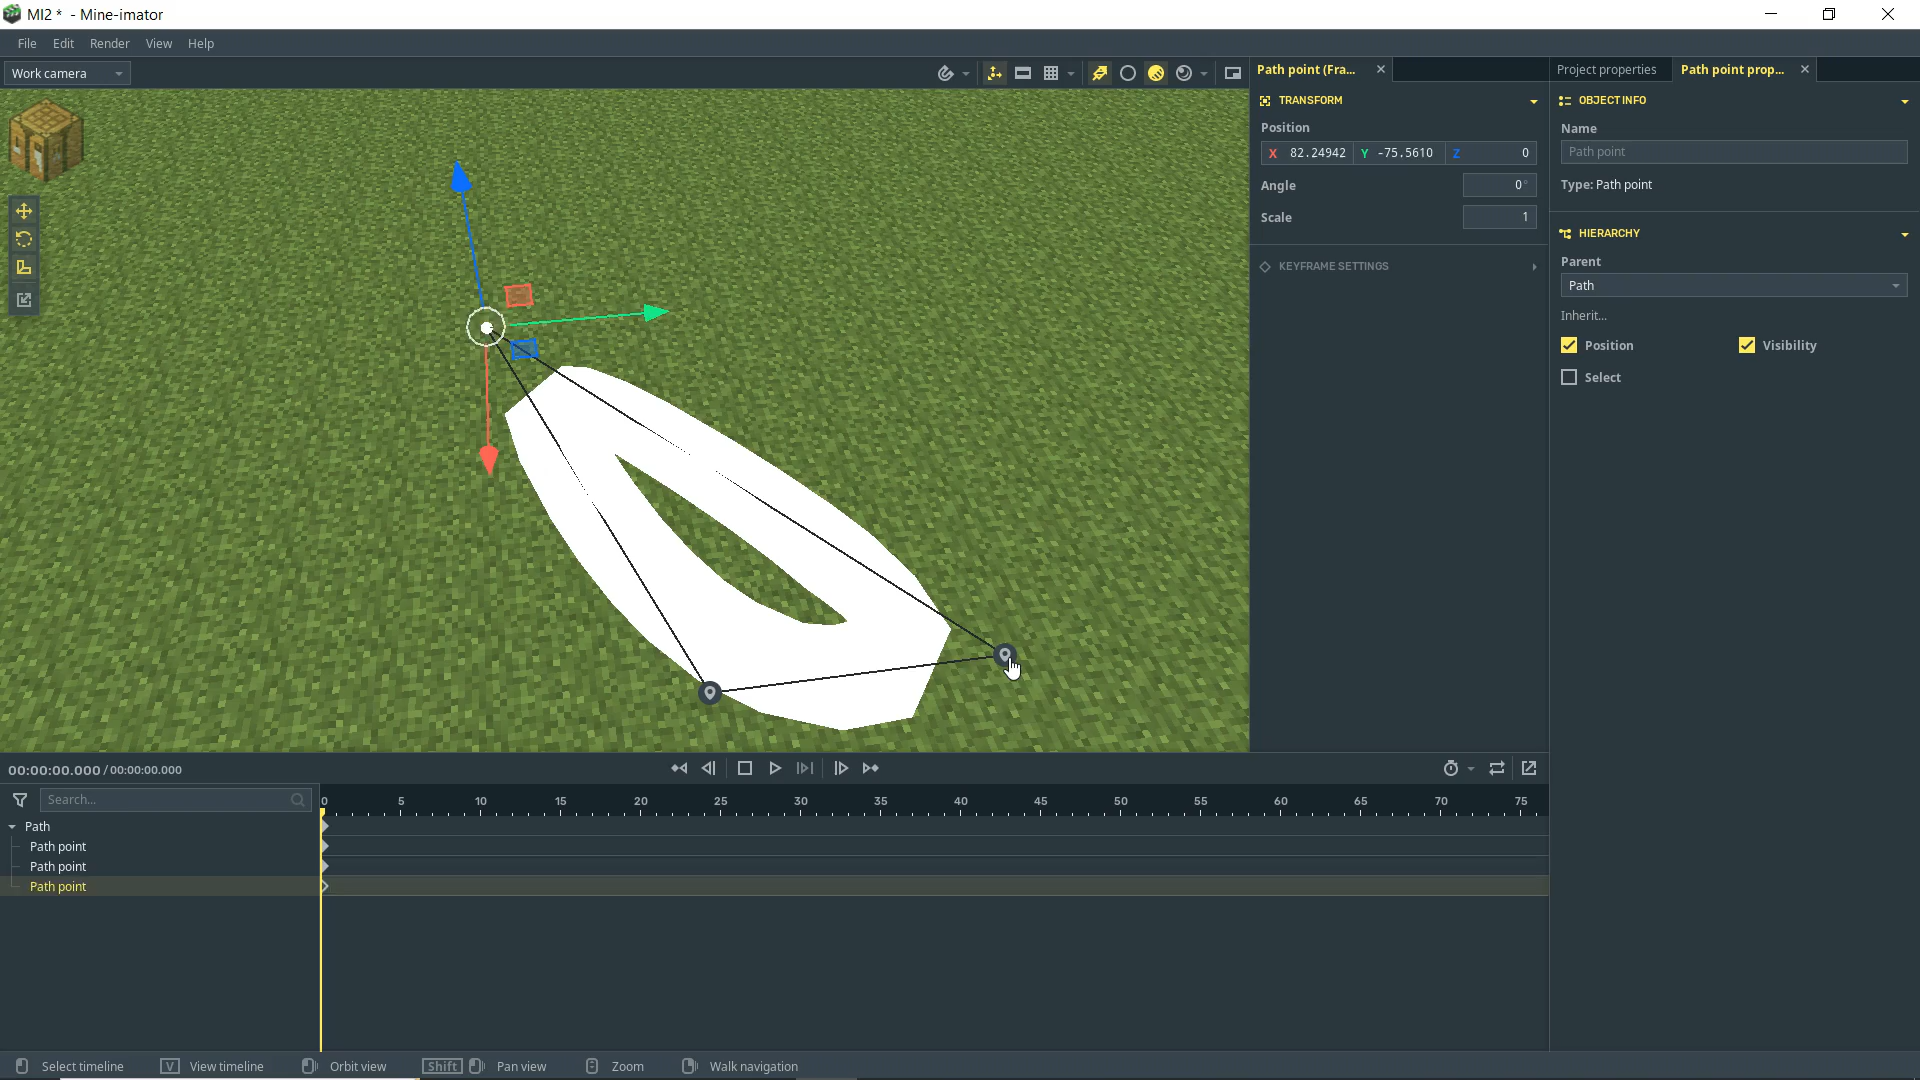 MI2 * - Mine-imator
File Edit Render View Help
Work camera
Path point (Fra...
Project properties
Path point prop...
TRANSFORM
Position
X 82.24942 Y -75.5610 Z 0
Angle 0°
Scale 1
KEYFRAME SETTINGS
OBJECT INFO
Name
Path point
Type: Path point
HIERARCHY
Parent
Path
Inherit...
Position Visibility
Select
00:00:00.000 / 00:00:00.000
Search...
0 5 10 15 20 25 30 35 40 45 50 55 60 65 70 75
Path
Path point
Path point
Path point
Select timeline V View timeline Orbit view Shift Pan view Zoom Walk navigation